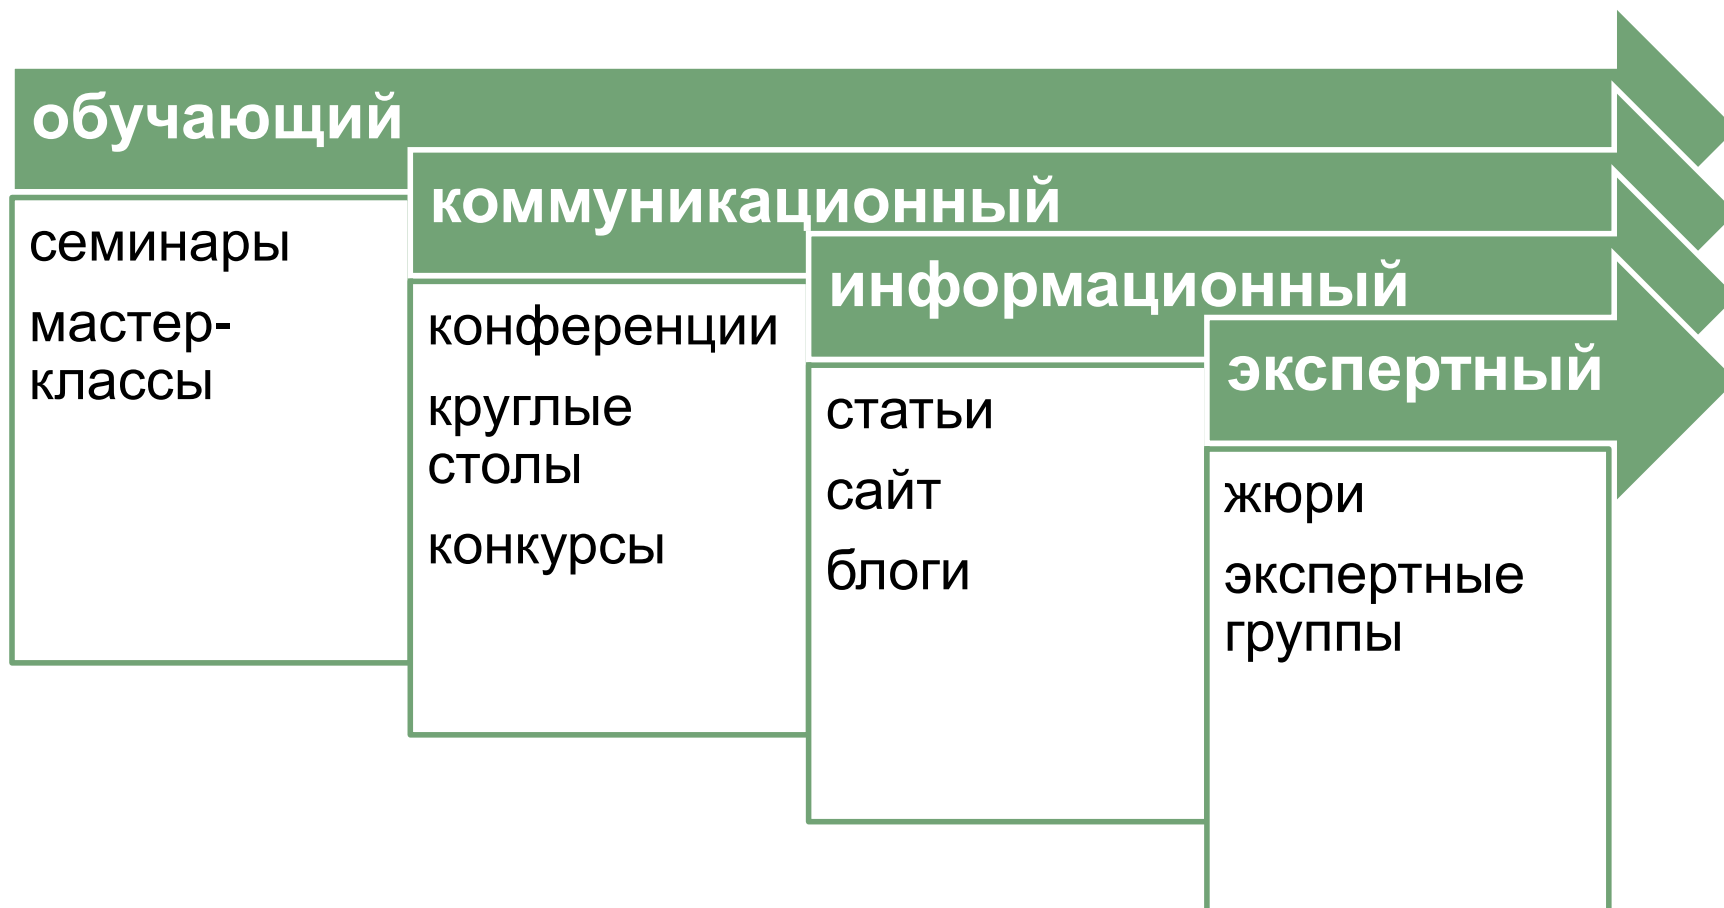 обучающий
семинары
мастер-
классы
коммуникационный
конференции
круглые
столы
конкурсы
информационный
статьи
сайт
блоги
экспертный
жюри
экспертные
группы